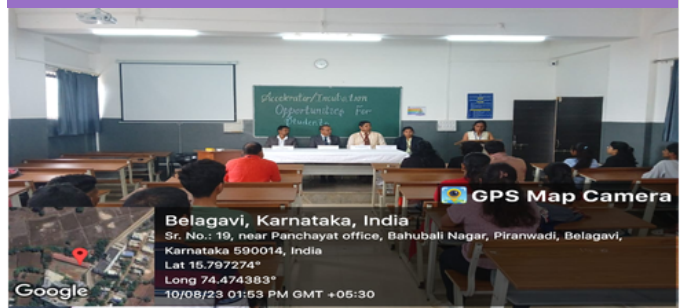 Accelerator/Incubation
Opportunities For
Students
GPS Map Camera
Belagavi, Karnataka, India
Sr. No.: 19, near Panchayat office, Bahubali Nagar, Piranwadi, Belagavi,
Karnataka 590014, India
Lat 15.797274°
Long 74.474383°
10/08/23 01:53 PM GMT +05:30
Google